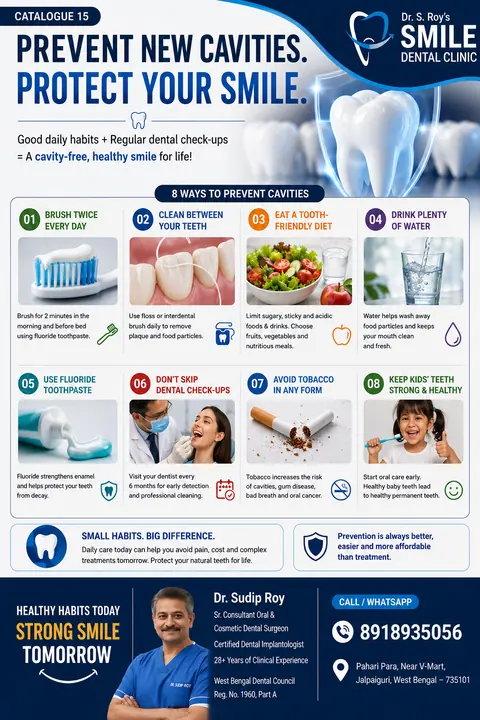 CATALOGUE 15
Dr. S. Roy's
SMILE
DENTAL CLINIC
PREVENT NEW CAVITIES.
PROTECT YOUR SMILE.
Good daily habits + Regular dental check-ups
= A cavity-free, healthy smile for life!
8 WAYS TO PREVENT CAVITIES
01 BRUSH TWICE
EVERY DAY
Brush for 2 minutes in the
morning and before bed
using fluoride toothpaste.
02 CLEAN BETWEEN
YOUR TEETH
Use floss or interdental
brush daily to remove
plaque and food particles.
03 EAT A TOOTH-
FRIENDLY DIET
Limit sugary, sticky and acidic
foods & drinks. Choose
fruits, vegetables and
nutritious meals.
04 DRINK PLENTY
OF WATER
Water helps wash away
food particles and keeps
your mouth clean
and fresh.
05 USE FLUORIDE
TOOTHPASTE
Fluoride strengthens enamel
and helps protect your teeth
from decay.
06 DON'T SKIP
DENTAL CHECK-UPS
Visit your dentist every
6 months for early detection
and professional cleaning.
07 AVOID TOBACCO
IN ANY FORM
Tobacco increases the risk
of cavities, gum disease,
bad breath and oral cancer.
08 KEEP KIDS' TEETH
STRONG & HEALTHY
Start oral care early.
Healthy baby teeth lead
to healthy permanent teeth.
SMALL HABITS. BIG DIFFERENCE.
Daily care today can help you avoid pain, cost and complex
treatments tomorrow. Protect your natural teeth for life.
Prevention is always better,
easier and more affordable
than treatment.
HEALTHY HABITS TODAY
STRONG SMILE
TOMORROW
Dr. SUDIP ROY
Dr. Sudip Roy
Sr. Consultant Oral &
Cosmetic Dental Surgeon
Certified Dental Implantologist
28+ Years of Clinical Experience
West Bengal Dental Council
Reg. No. 1960, Part A
CALL / WHATSAPP
8918935056
Pahari Para, Near V-Mart,
Jalpaiguri, West Bengal – 735101